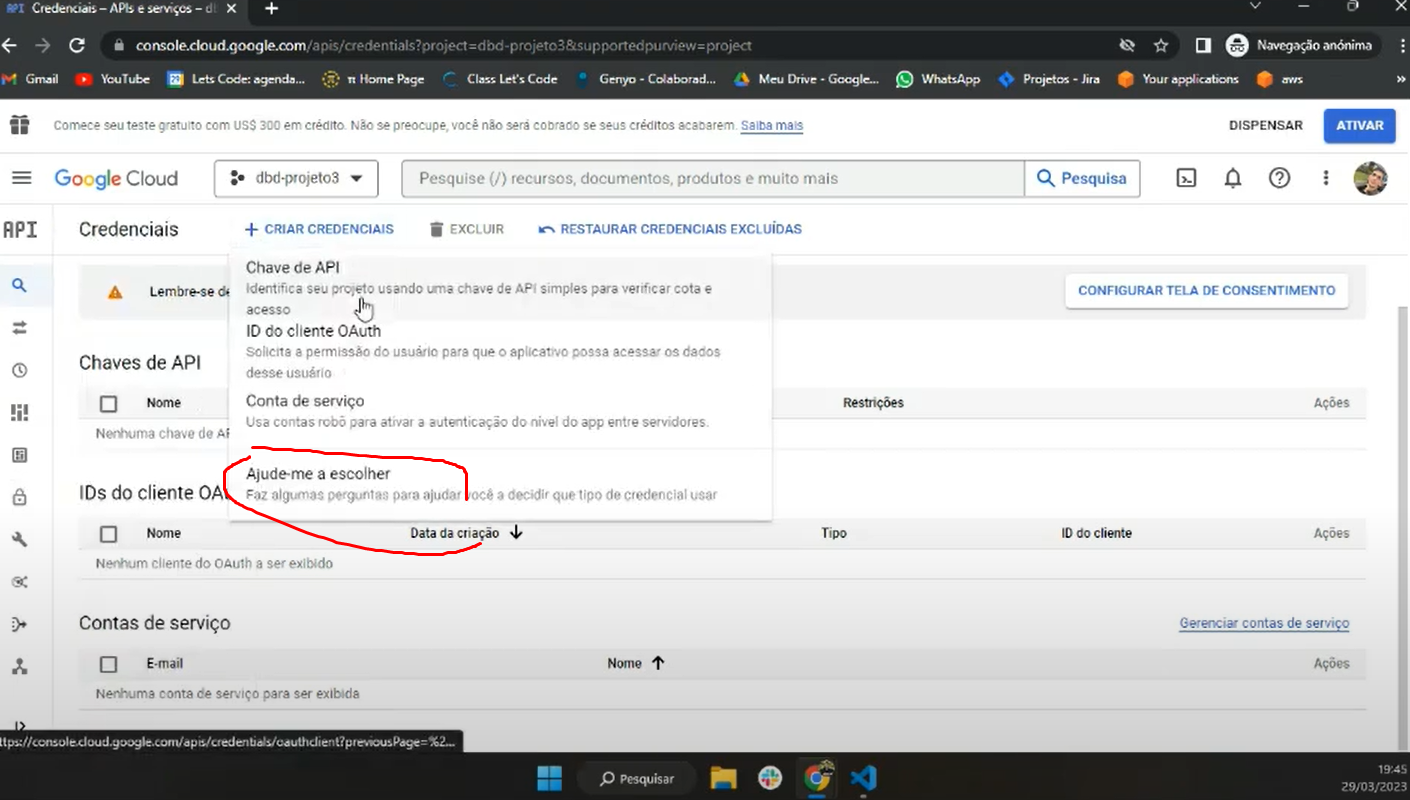 API Credenciais – APIs e serviços – d
console.cloud.google.com/apis/credentials?project=dbd-projeto3&supportedpurview=project
Navegação anónima
Gmail YouTube Lets Code: agenda... π Home Page Class Let's Code Genyo - Colaborad... Meu Drive - Google... WhatsApp Projetos - Jira Your applications aws »
Comece seu teste gratuito com US$ 300 em crédito. Não se preocupe, você não será cobrado se seus créditos acabarem. Saiba mais
DISPENSAR ATIVAR
Google Cloud dbd-projeto3 Pesquise (/) recursos, documentos, produtos e muito mais Pesquisa
API Credenciais + CRIAR CREDENCIAIS EXCLUIR RESTAURAR CREDENCIAIS EXCLUÍDAS
Chave de API
Identifica seu projeto usando uma chave de API simples para verificar cota e
acesso
ID do cliente OAuth
Solicita a permissão do usuário para que o aplicativo possa acessar os dados
desse usuário
Conta de serviço
Usa contas robô para ativar a autenticação do nível do app entre servidores.
Ajude-me a escolher
Faz algumas perguntas para ajudar você a decidir que tipo de credencial usar
Lembre-se de
CONFIGURAR TELA DE CONSENTIMENTO
Chaves de API
Nome Restrições Ações
Nenhuma chave de AP
IDs do cliente OA
Nome Data da criação Tipo ID do cliente Ações
Nenhum cliente do OAuth a ser exibido
Contas de serviço Gerenciar contas de serviço
E-mail Nome Ações
Nenhuma conta de serviço para ser exibida
ttps://console.cloud.google.com/apis/credentials/oauthclient?previousPage=%2...
Pesquisar
19:45
29/03/2023